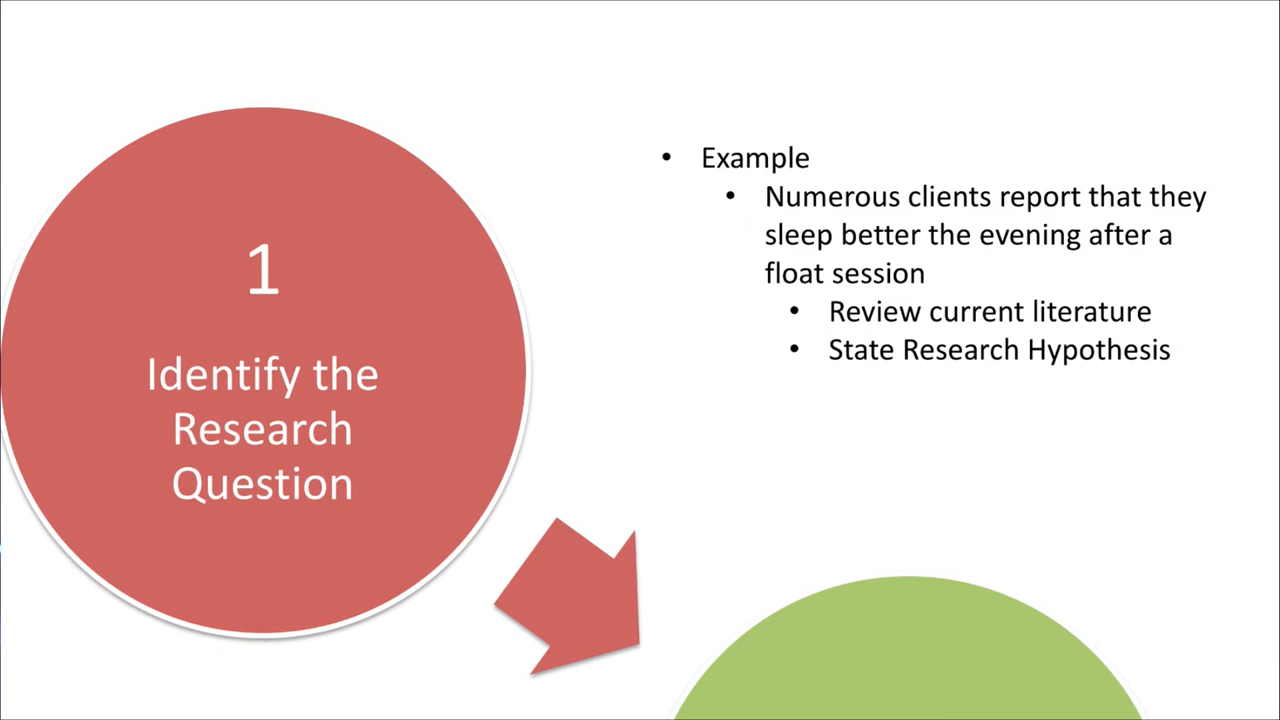 1
Identify the
Research
Question
• Example
• Numerous clients report that they
sleep better the evening after a
float session
• Review current literature
• State Research Hypothesis